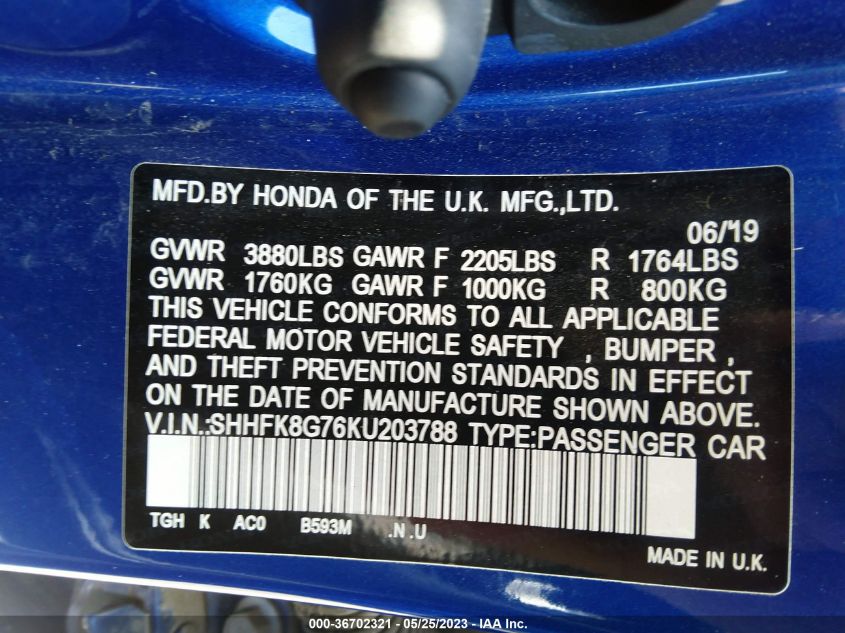 MFD.BY HONDA OF THE U.K. MFG.,LTD.
06/'19
GVWR 3880LBS GAWR F 2205LBS R 1764LBS
GVWR 1760KG GAWR F 1000KG R 800KG
THIS VEHICLE CONFORMS TO ALL APPLICABLE
FEDERAL MOTOR VEHICLE SAFETY , BUMPER ,
AND THEFT PREVENTION STANDARDS IN EFFECT
ON THE DATE OF MANUFACTURE SHOWN ABOVE.
V.I.N.:SHHFK8G76KU203788 TYPE:PASSENGER CAR
TGH K AC0 B593M .N .U
MADE IN U.K.
000-36702321 / 05/25/2023 - IAA Inc.